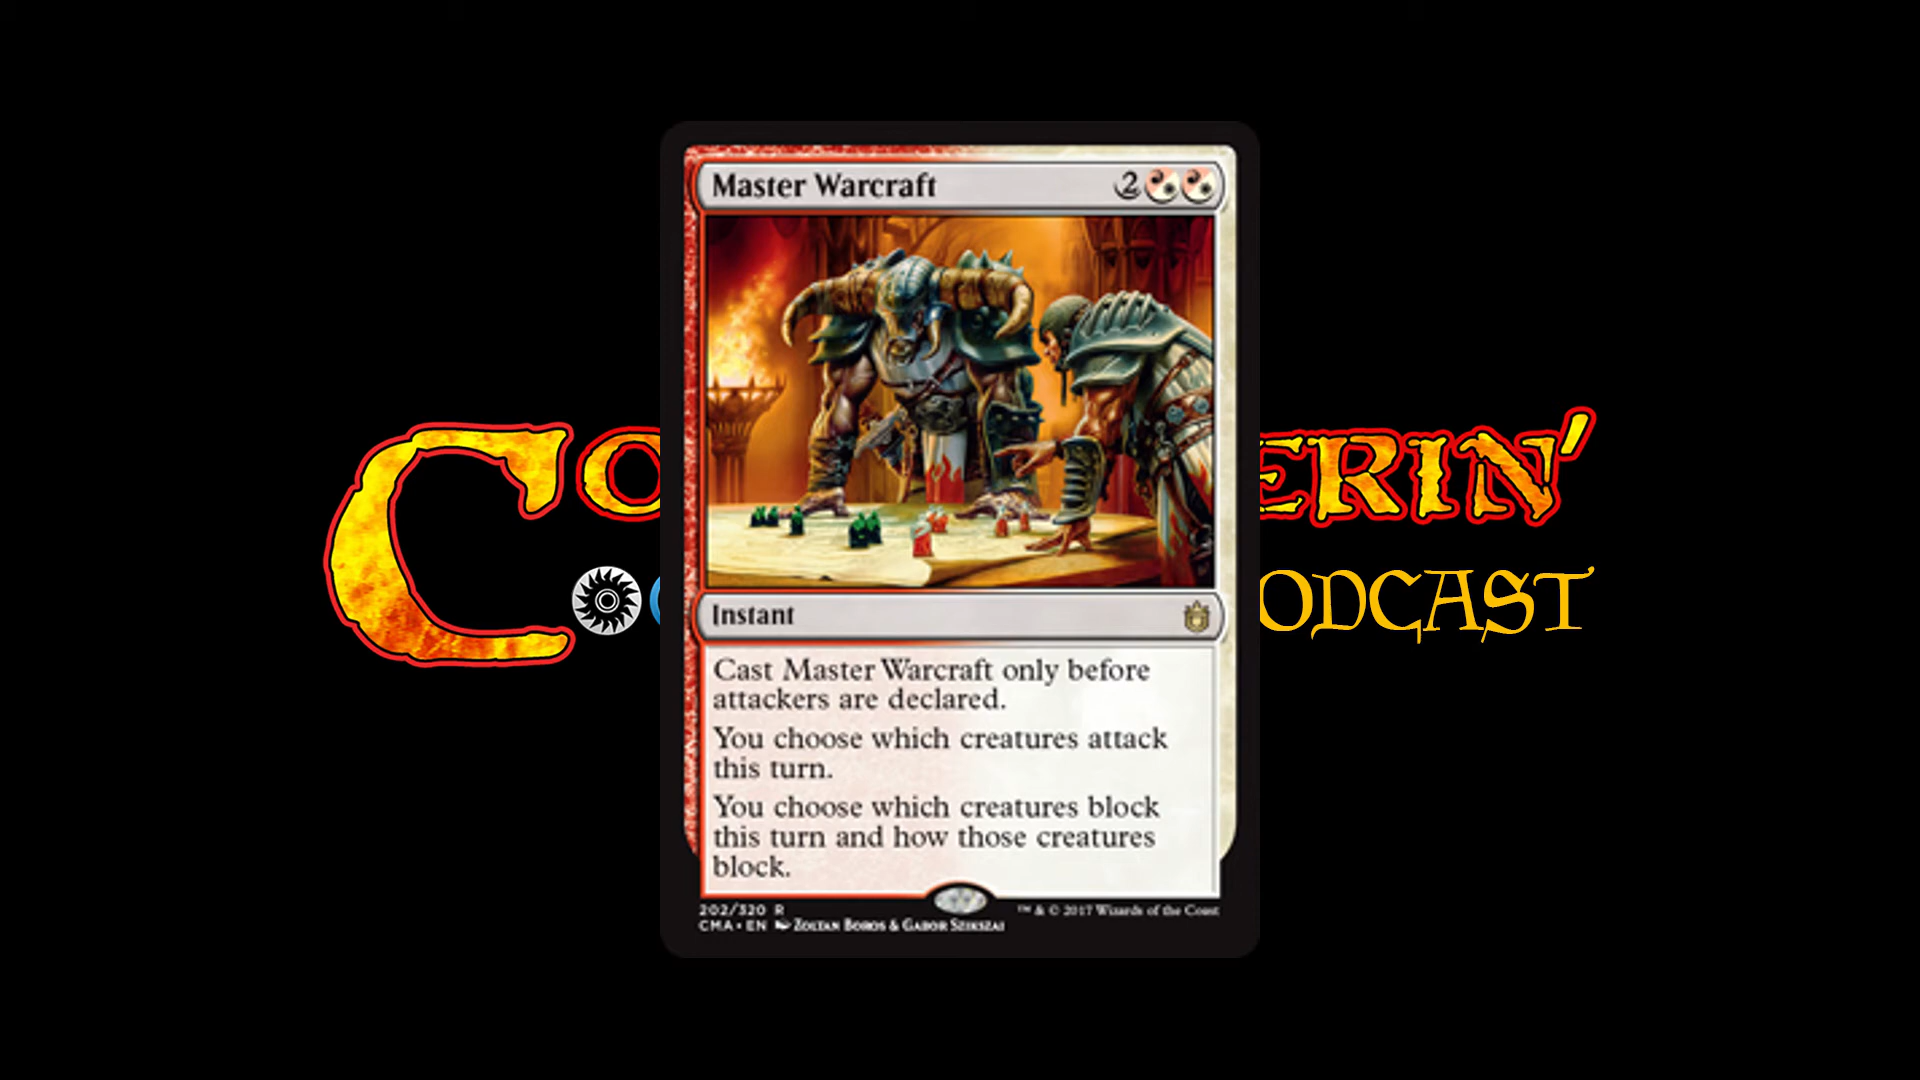 Master Warcraft 2
Co ERIN'
ODCAST
Instant
Cast Master Warcraft only before
attackers are declared.
You choose which creatures attack
this turn.
You choose which creatures block
this turn and how those creatures
block.
202/320 R
CMA • EN Zoltan Boros & Gabor Szikszai
™ & © 2017 Wizards of the Coast